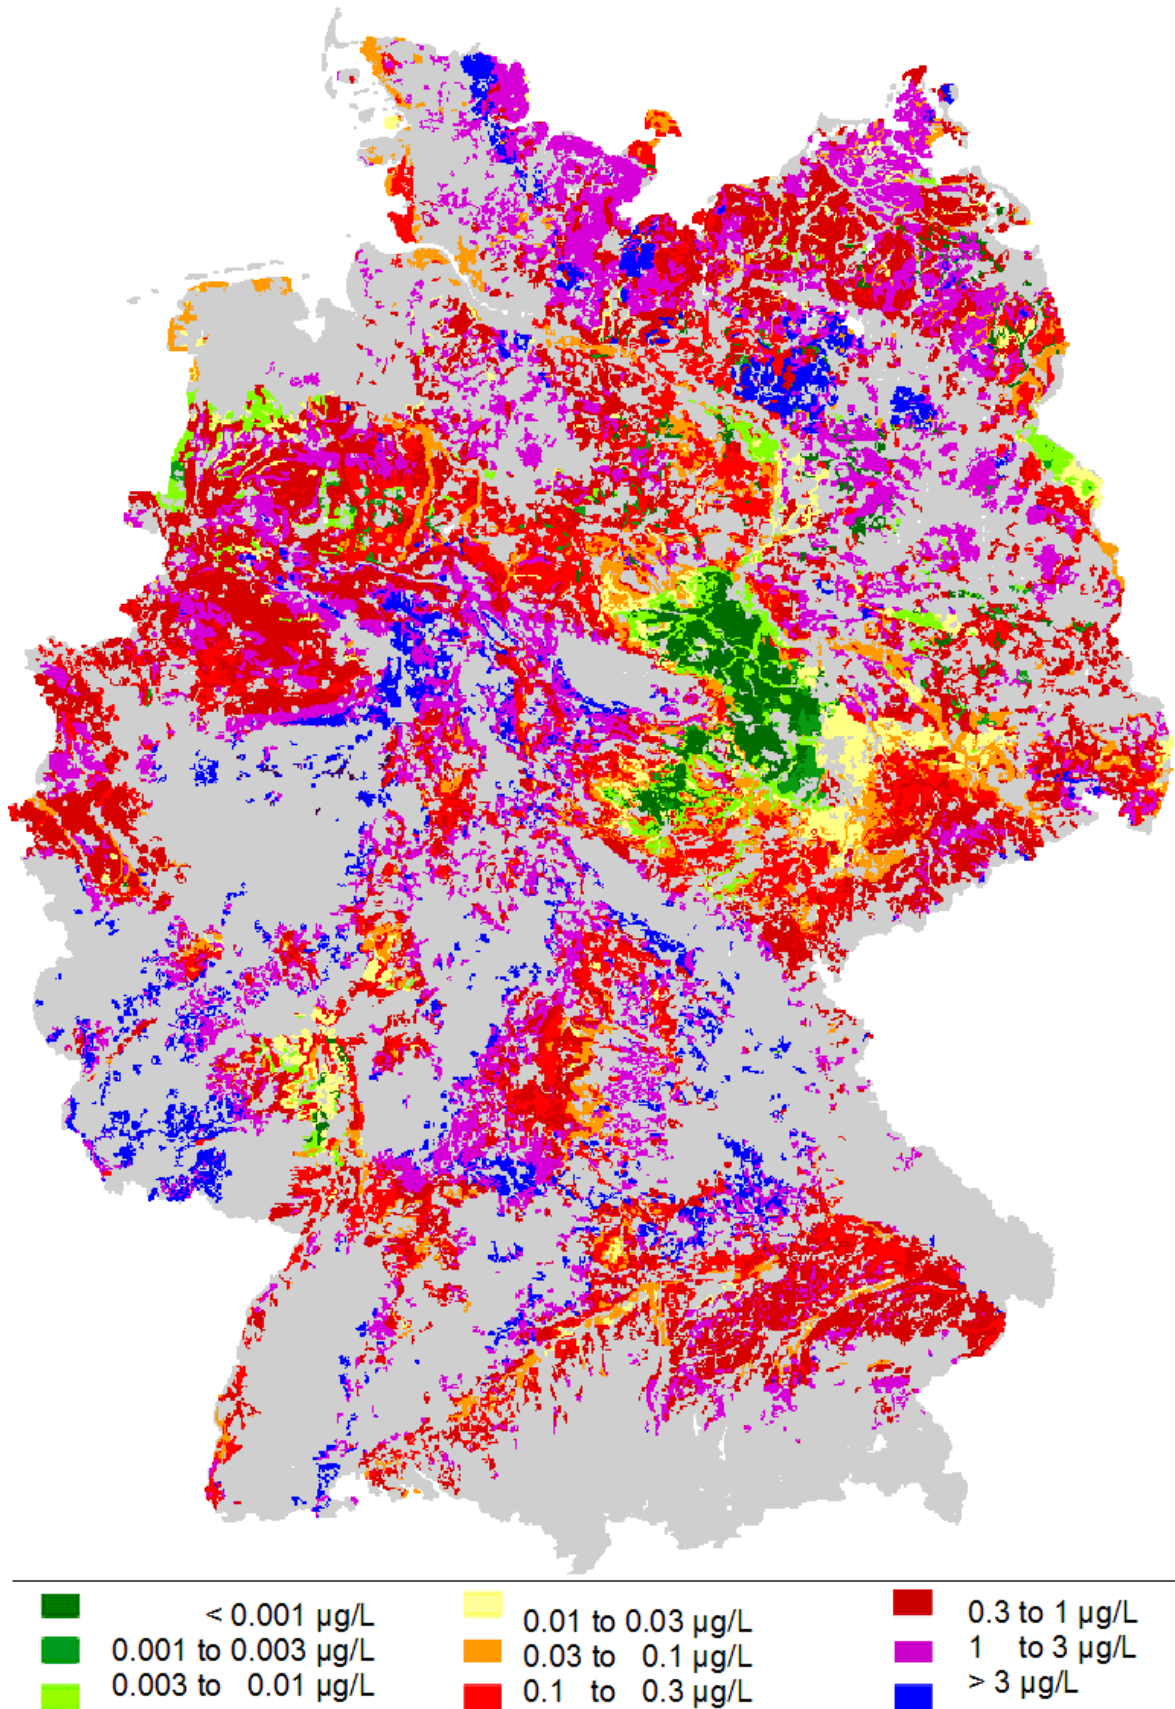 < 0.001 µg/L
0.001 to 0.003 µg/L
0.003 to 0.01 µg/L
0.01 to 0.03 µg/L
0.03 to 0.1 µg/L
0.1 to 0.3 µg/L
0.3 to 1 µg/L
1 to 3 µg/L
> 3 µg/L